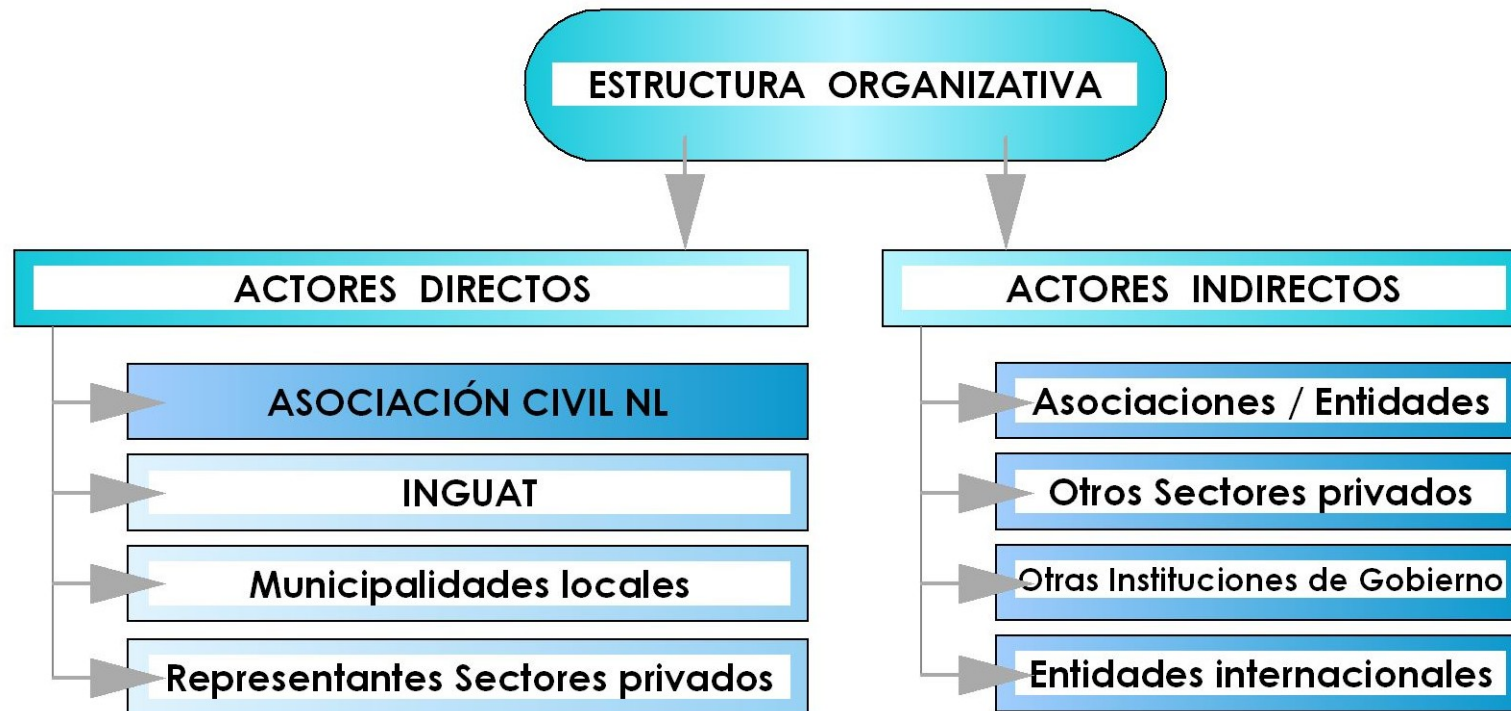 ESTRUCTURA ORGANIZATIVA
ACTORES DIRECTOS
ASOCIACIÓN CIVIL NL
INGUAT
Municipalidades locales
Representantes Sectores privados
ACTORES INDIRECTOS
Asociaciones / Entidades
Otros Sectores privados
Otras Instituciones de Gobierno
Entidades internacionales